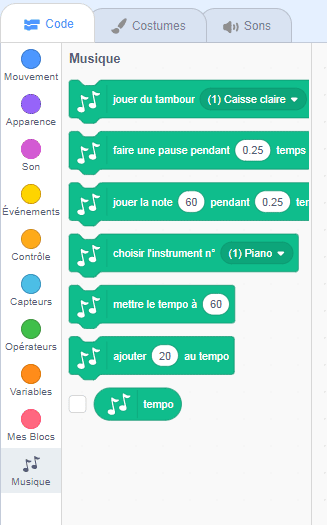 Code
Costumes
Sons
Mouvement
Apparence
Son
Événements
Contrôle
Capteurs
Opérateurs
Variables
Mes Blocs
Musique
Musique
jouer du tambour (1) Caisse claire
faire une pause pendant 0.25 temps
jouer la note 60 pendant 0.25 ter
choisir l'instrument n° (1) Piano
mettre le tempo à 60
ajouter 20 au tempo
tempo